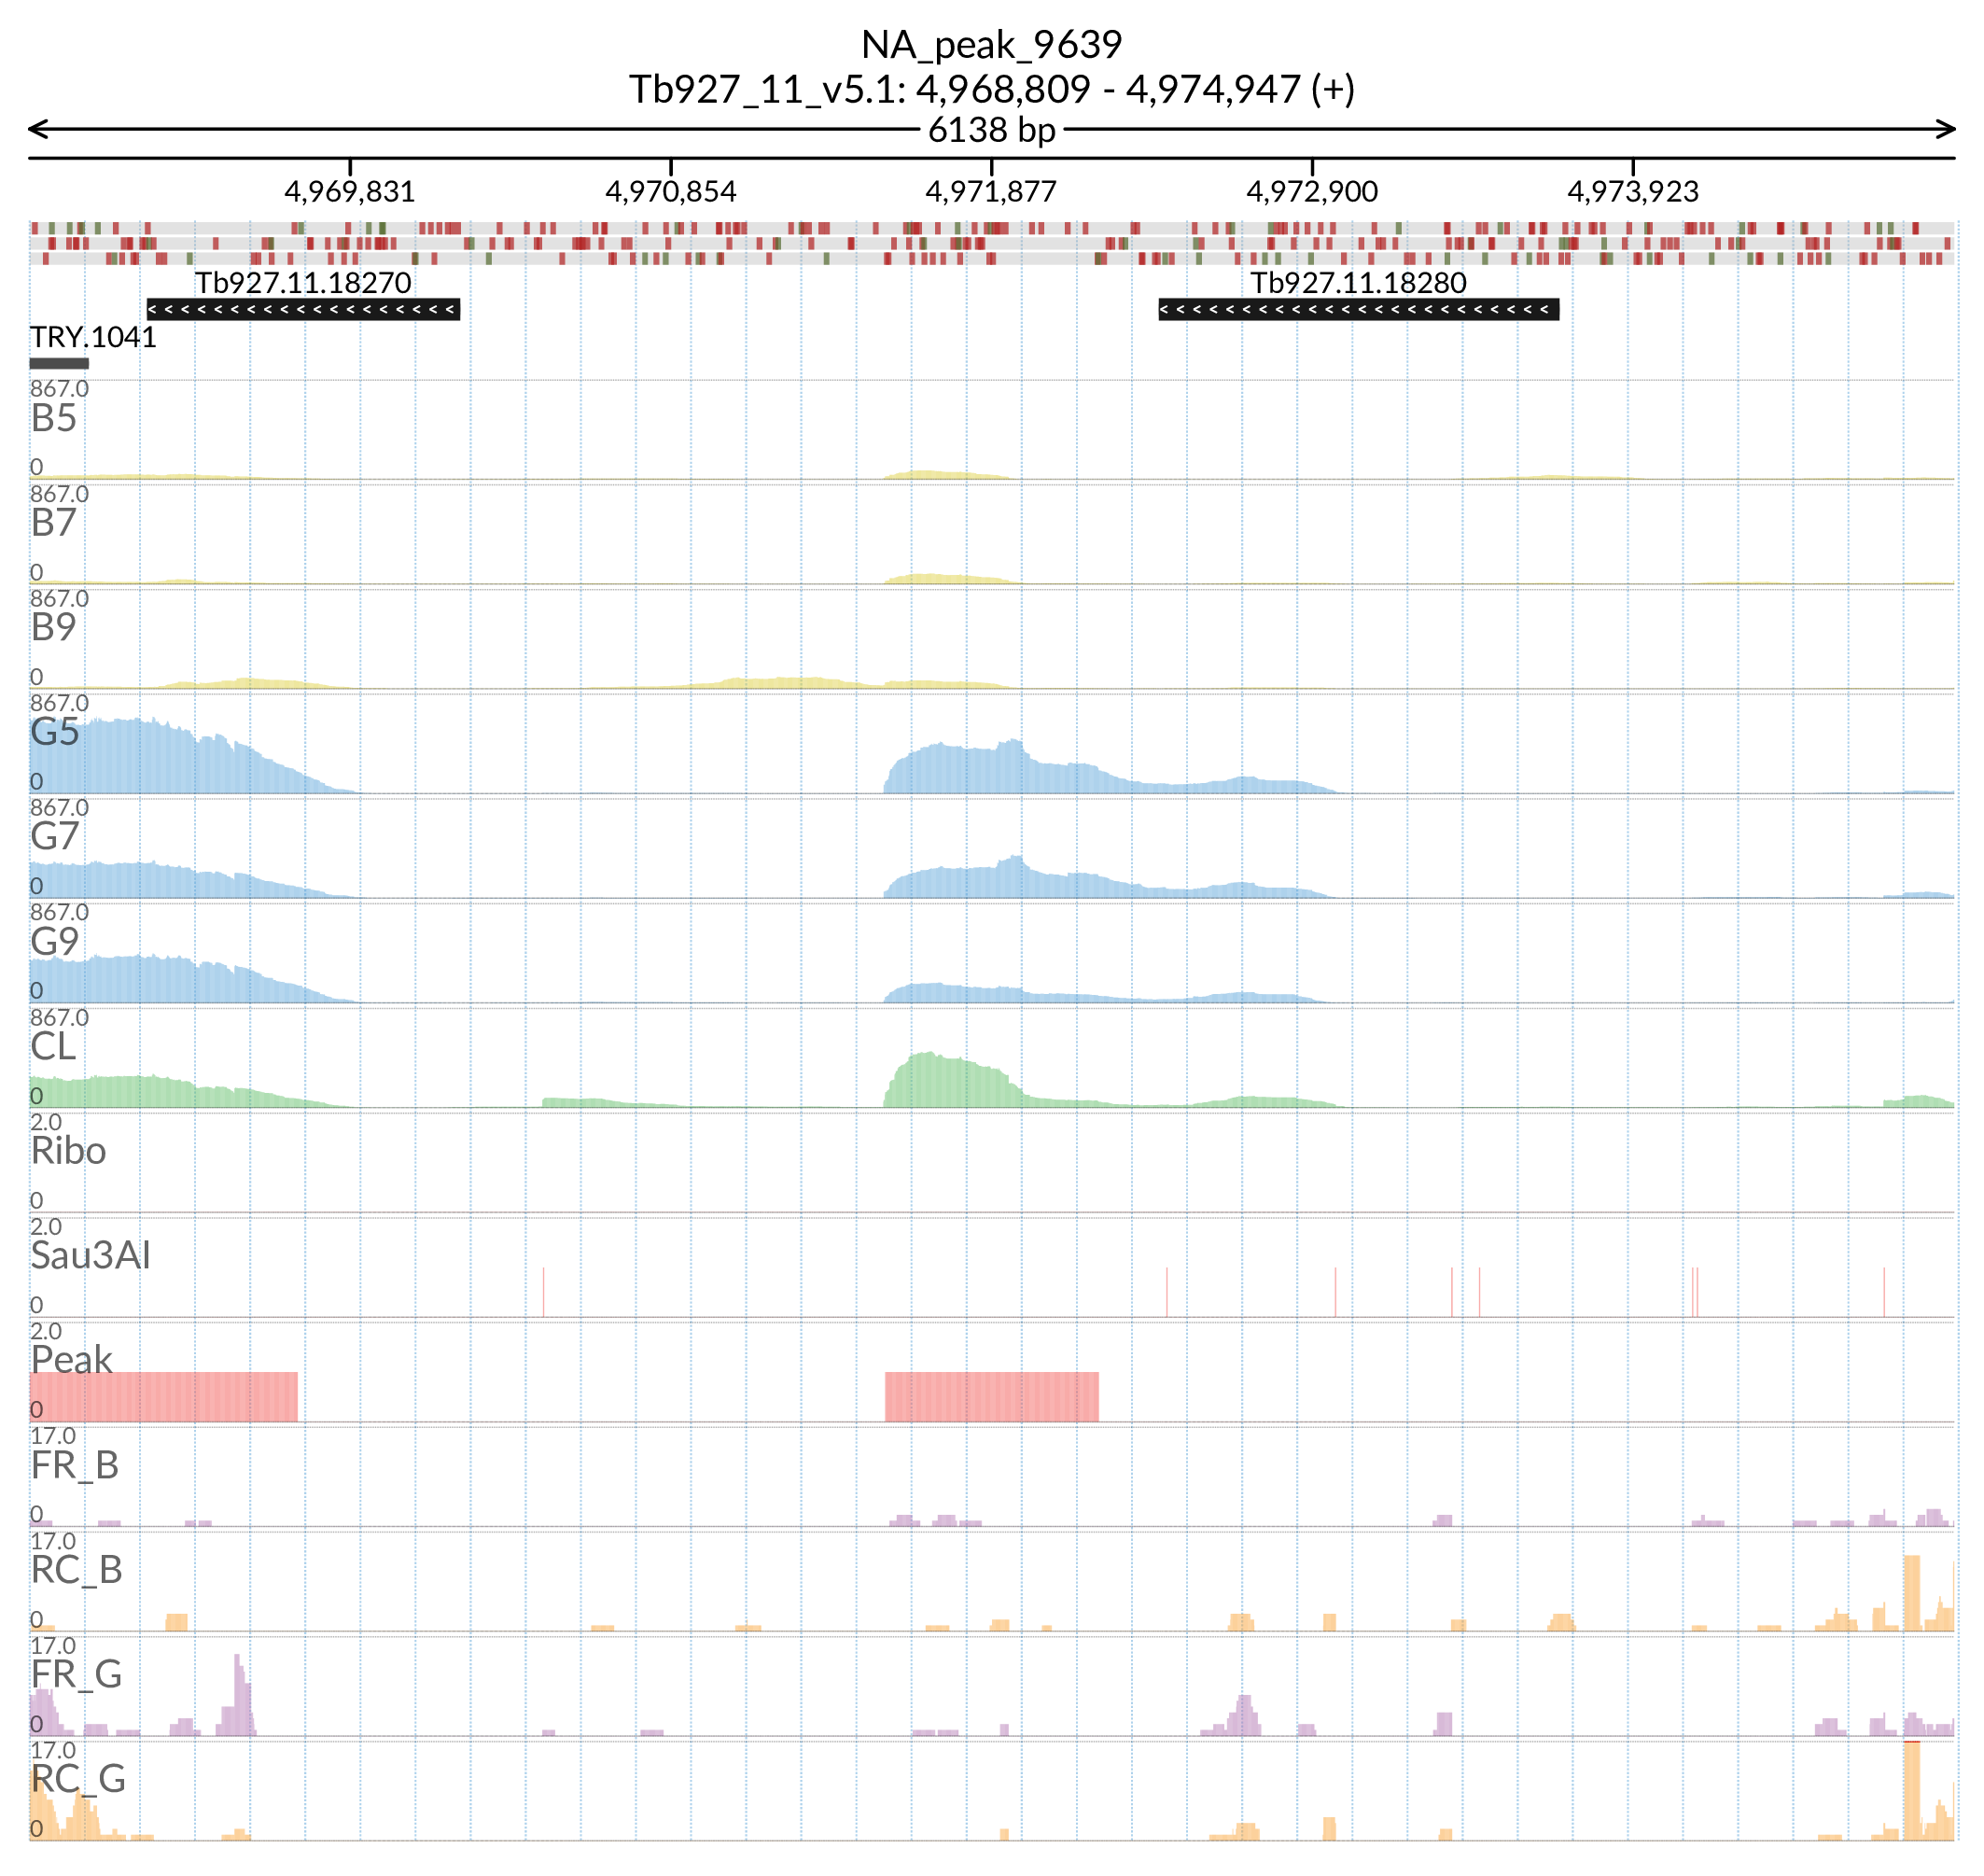 NA_peak_9639
Tb927_11_v5.1: 4,968,809 - 4,974,947 (+)
6138 bp
4,969,831 4,970,854 4,971,877 4,972,900 4,973,923
Tb927.11.18270 Tb927.11.18280
TRY.1041
867.0
B5
0
867.0
B7
0
867.0
B9
0
867.0
G5
0
867.0
G7
0
867.0
G9
0
867.0
CL
0
2.0
Ribo
0
2.0
Sau3AI
0
2.0
Peak
0
17.0
FR_B
0
17.0
RC_B
0
17.0
FR_G
0
17.0
RC_G
0